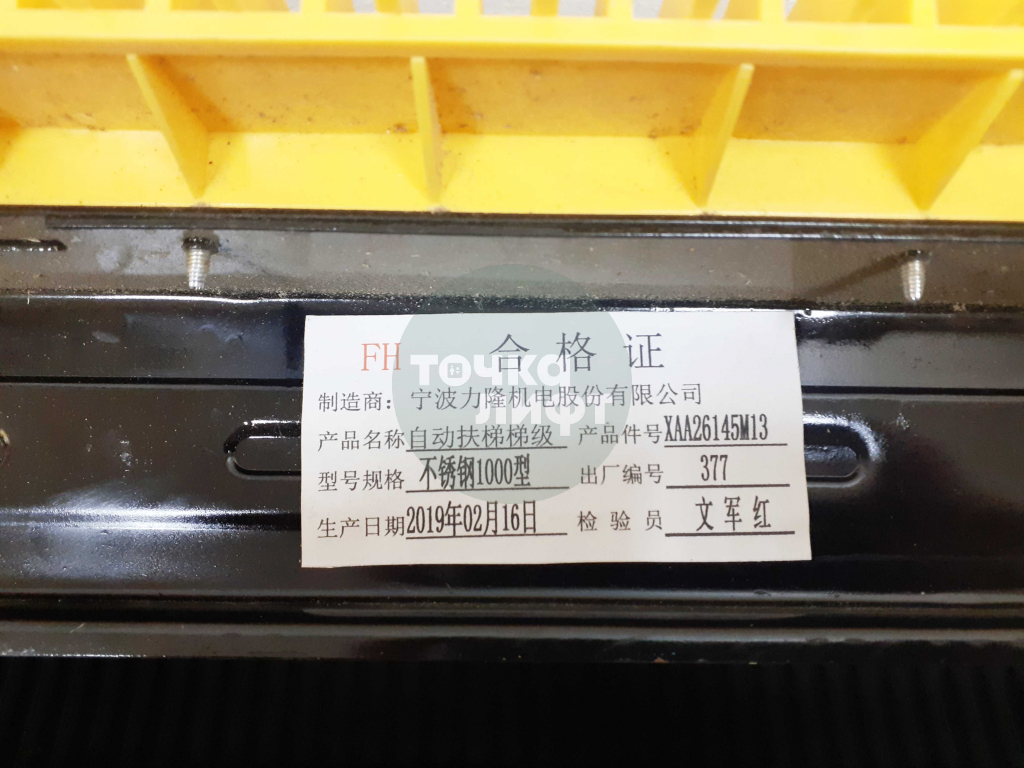 FH 合格证
制造商：宁波力隆机电股份有限公司
产品名称 自动扶梯梯级 产品件号 XAA26145M13
型号规格 不锈钢1000型 出厂编号 377
生产日期 2019年02月16日 检验员 文军红
точка
лифт